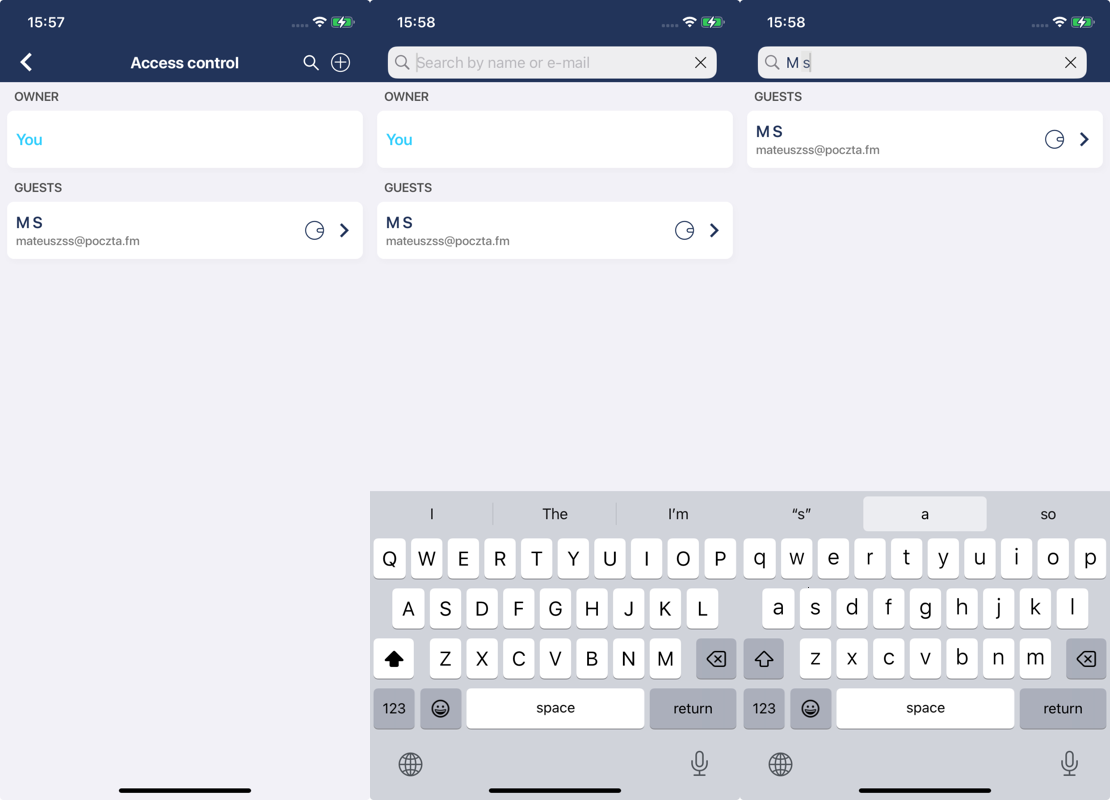 15:57
Access control
OWNER
You
GUESTS
M S
mateuszss@poczta.fm
15:58
Search by name or e-mail
OWNER
You
GUESTS
M S
mateuszss@poczta.fm
I The I'm
Q W E R T Y U I O P
A S D F G H J K L
Z X C V B N M
123 space return
15:58
M s
GUESTS
M S
mateuszss@poczta.fm
“s” a so
q w e r t y u i o p
a s d f g h j k l
z x c v b n m
123 space return